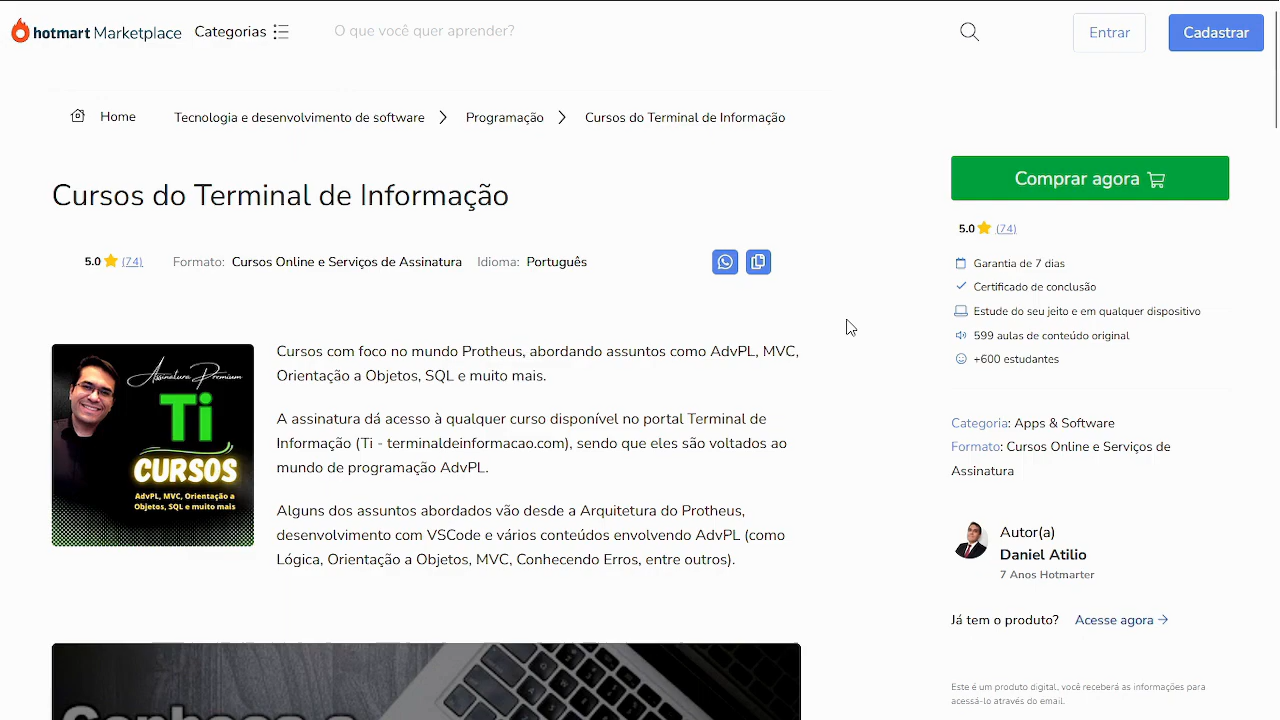 hotmart Marketplace
Categorias
O que você quer aprender?
Entrar
Cadastrar
Home
Tecnologia e desenvolvimento de software
Programação
Cursos do Terminal de Informação
Cursos do Terminal de Informação
5.0 (74)
Formato: Cursos Online e Serviços de Assinatura
Idioma: Português
Assinatura Premium
Ti
CURSOS
AdvPL, MVC, Orientação a
Objetos, SQL e muito mais
Cursos com foco no mundo Protheus, abordando assuntos como AdvPL, MVC,
Orientação a Objetos, SQL e muito mais.
A assinatura dá acesso à qualquer curso disponível no portal Terminal de
Informação (Ti - terminaldeinformacao.com), sendo que eles são voltados ao
mundo de programação AdvPL.
Alguns dos assuntos abordados vão desde a Arquitetura do Protheus,
desenvolvimento com VSCode e vários conteúdos envolvendo AdvPL (como
Lógica, Orientação a Objetos, MVC, Conhecendo Erros, entre outros).
Comprar agora
5.0 (74)
Garantia de 7 dias
Certificado de conclusão
Estude do seu jeito e em qualquer dispositivo
599 aulas de conteúdo original
+600 estudantes
Categoria: Apps & Software
Formato: Cursos Online e Serviços de
Assinatura
Autor(a)
Daniel Atilio
7 Anos Hotmarter
Já tem o produto? Acesse agora
Este é um produto digital, você receberá as informações para
acessá-lo através do email.